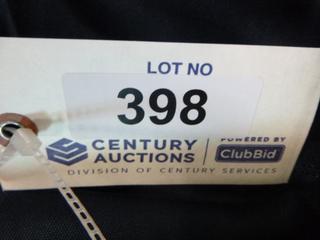 LOT NO
398
CENTURY
AUCTIONS
POWERED BY
ClubBid
DIVISION OF CENTURY SERVICES